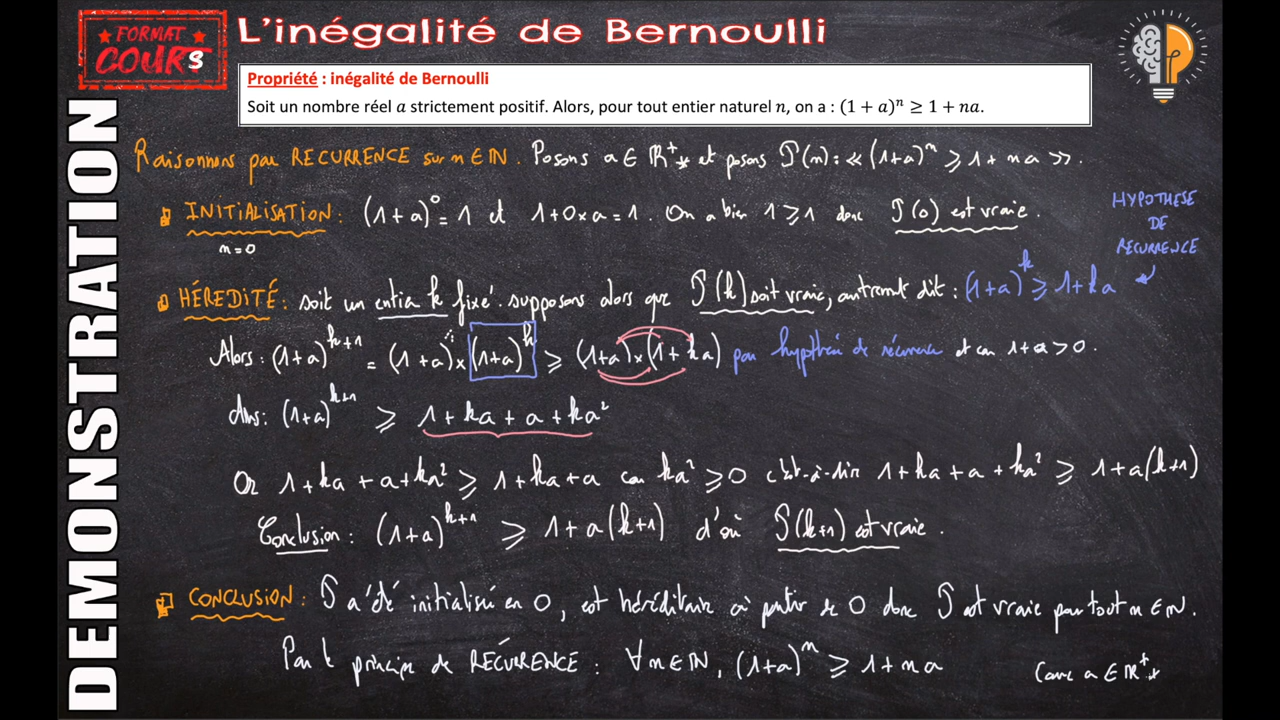 FORMAT
COURS
L'inégalité de Bernoulli
Propriété : inégalité de Bernoulli
Soit un nombre réel a strictement positif. Alors, pour tout entier naturel n, on a : (1 + a)ⁿ ≥ 1 + na.
DEMONSTRATION
Raisonnons par RECURRENCE sur n ∈ ℕ. Posons a ∈ ℝ⁺* et posons P(n) : « (1+a)ⁿ ⩾ 1 + na ».
INITIALISATION : (1+a)⁰ = 1 et 1+0×a = 1. On a bien 1 ⩾ 1 donc P(0) est vraie.
n=0
HYPOTHESE
DE
RECURRENCE
HÉREDITÉ : soit un entier k fixé. supposons alors que P(k) soit vraie, autrement dit : (1+a)ᵏ ⩾ 1+ka
Alors : (1+a)ᵏ⁺¹ = (1+a) × (1+a)ᵏ ⩾ (1+a) × (1+ka) par hypothèse de récurrence et car 1+a > 0.
Ainsi : (1+a)ᵏ⁺¹ ⩾ 1 + ka + a + ka²
Or 1+ka + a + ka² ⩾ 1+ka+a car ka² ⩾ 0 c'est-à-dire 1+ka + a + ka² ⩾ 1+a(k+1)
Conclusion : (1+a)ᵏ⁺¹ ⩾ 1+a(k+1) d'où P(k+1) est vraie.
CONCLUSION : P a été initialisé en 0, est héréditaire à partir de 0 donc P est vraie pour tout n ∈ ℕ.
Par le principe de RÉCURRENCE : ∀n ∈ ℕ, (1+a)ⁿ ⩾ 1+na
(avec a ∈ ℝ⁺*